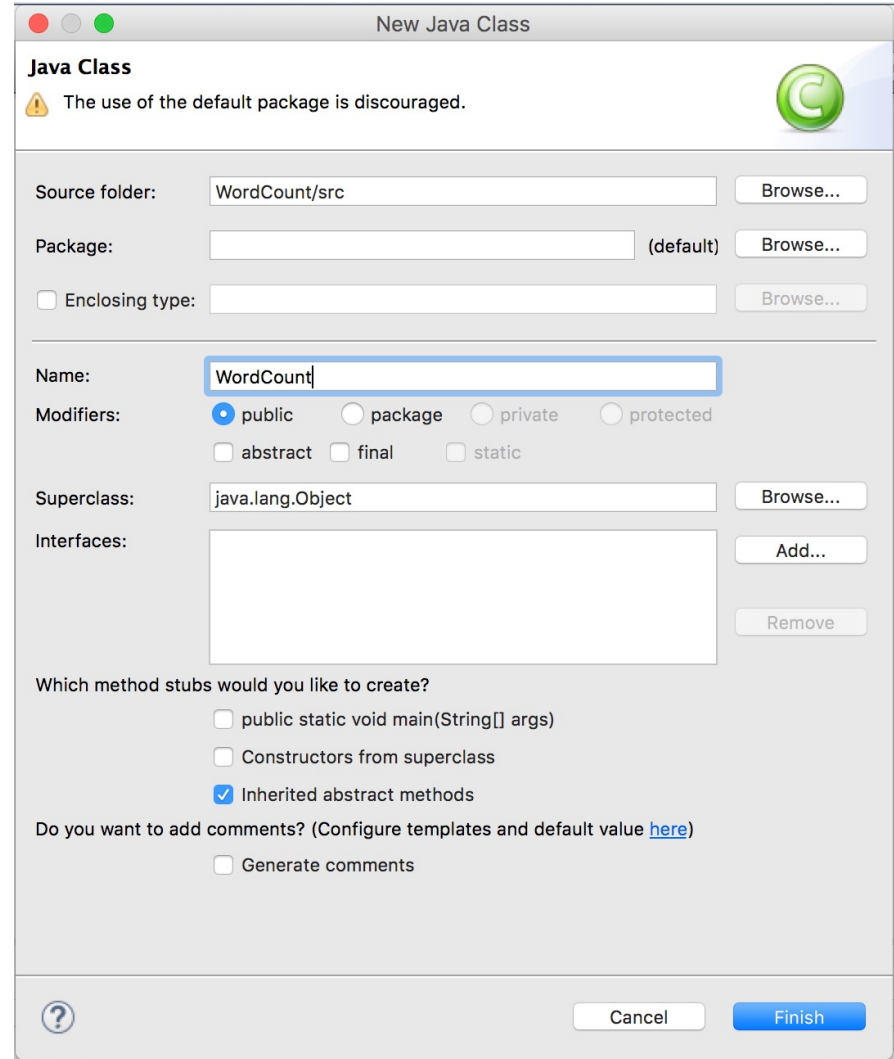 New Java Class
Java Class
The use of the default package is discouraged.
C
Source folder: WordCount/src Browse...
Package: (default) Browse...
Enclosing type: Browse...
Name: WordCount
Modifiers: public package private protected
abstract final static
Superclass: java.lang.Object Browse...
Interfaces: Add...
Remove
Which method stubs would you like to create?
public static void main(String[] args)
Constructors from superclass
Inherited abstract methods
Do you want to add comments? (Configure templates and default value here)
Generate comments
? Cancel Finish